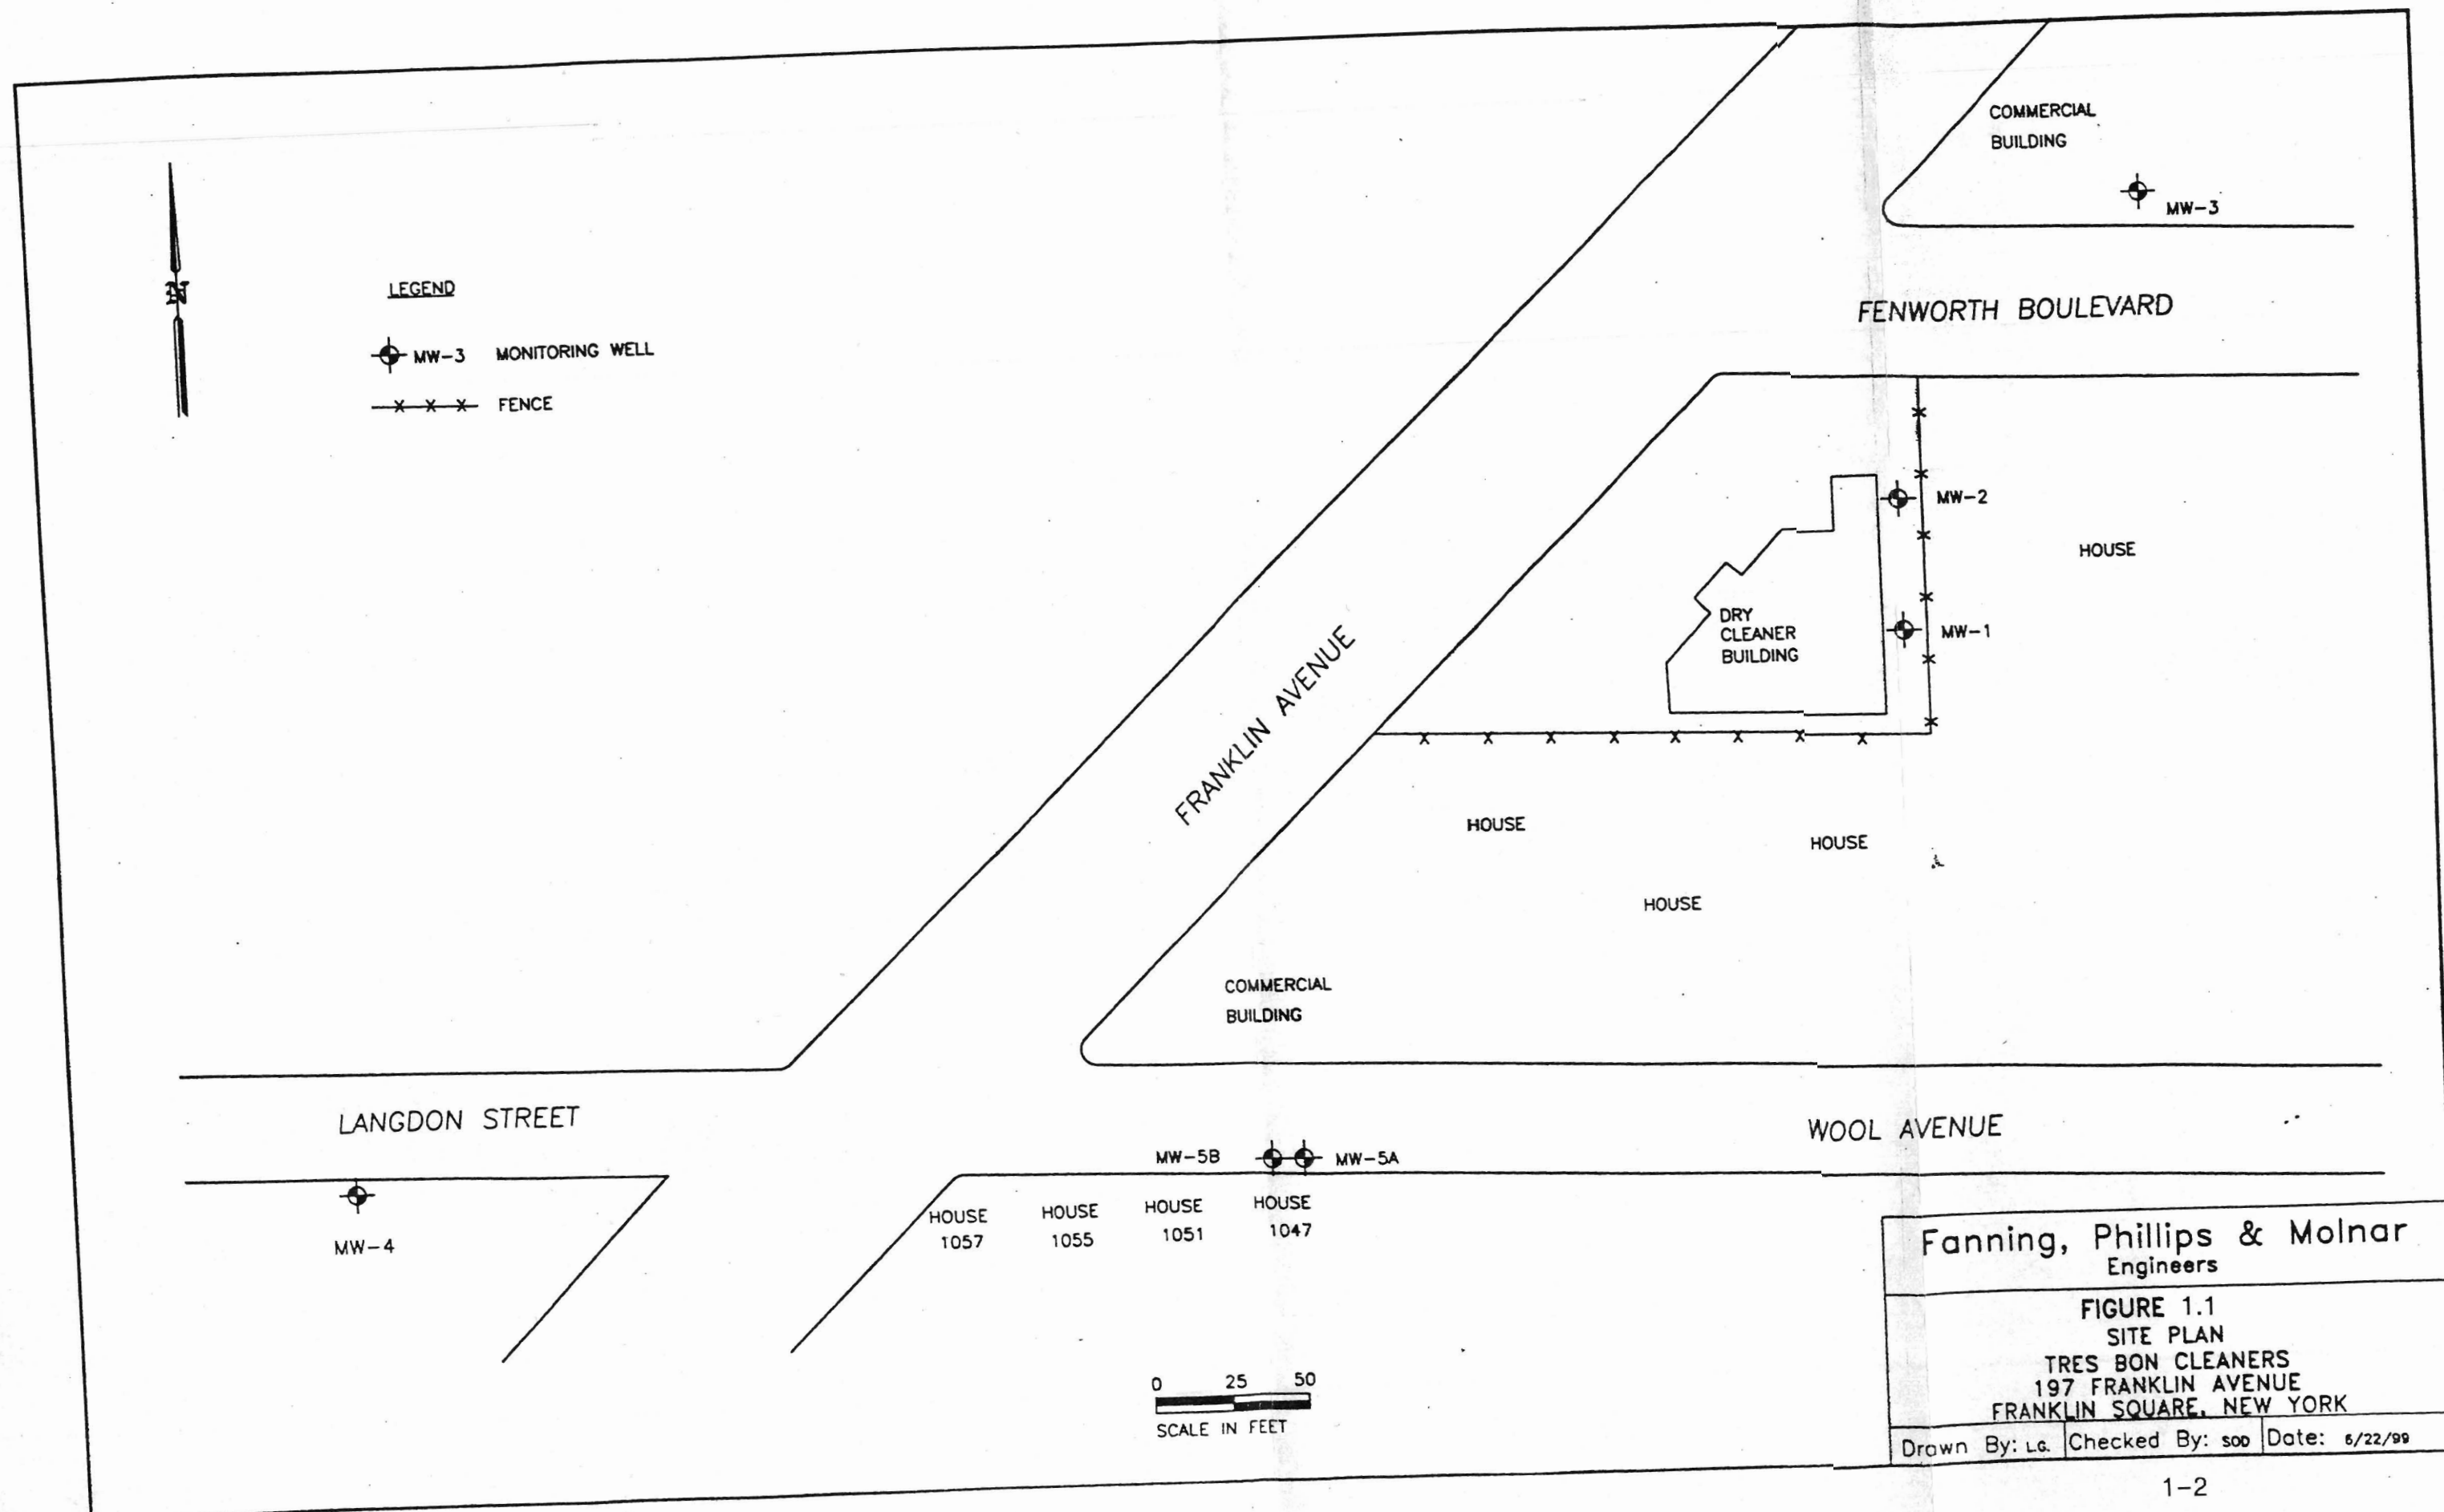 COMMERCIAL
BUILDING
MW-3
N
LEGEND
MW-3 MONITORING WELL
FENCE
FENWORTH BOULEVARD
MW-2
HOUSE
DRY
CLEANER
BUILDING
MW-1
FRANKLIN AVENUE
HOUSE
HOUSE
HOUSE
COMMERCIAL
BUILDING
LANGDON STREET
WOOL AVENUE
MW-5B
MW-5A
MW-4
HOUSE
1057
HOUSE
1055
HOUSE
1051
HOUSE
1047
0 25 50
SCALE IN FEET
Fanning, Phillips & Molnar
Engineers
FIGURE 1.1
SITE PLAN
TRES BON CLEANERS
197 FRANKLIN AVENUE
FRANKLIN SQUARE, NEW YORK
Drawn By: LG. Checked By: SOD Date: 6/22/99
1-2